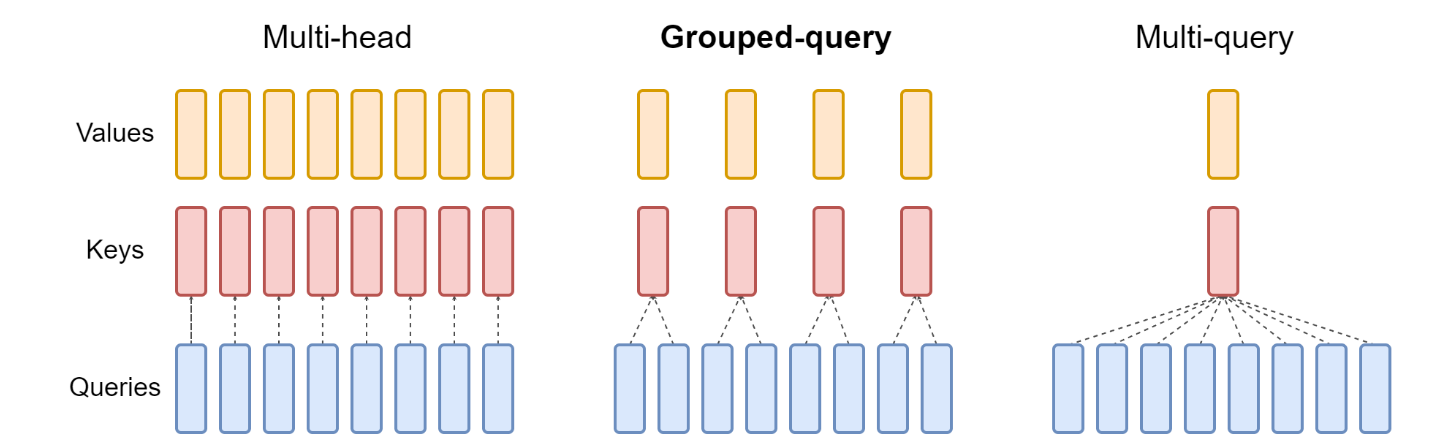 Multi-head
Grouped-query
Multi-query
Values
Keys
Queries